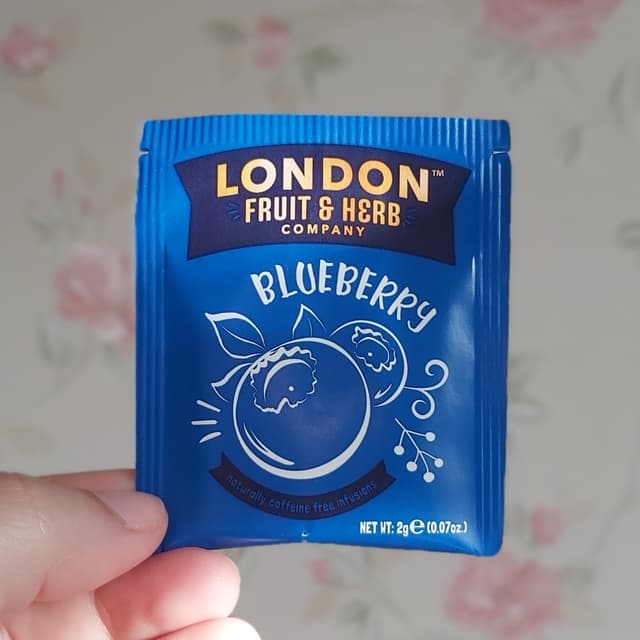 LONDON™
FRUIT & HERB
COMPANY
BLUEBERRY
naturally caffeine free infusions
NET WT: 2g℮(0.07oz.)